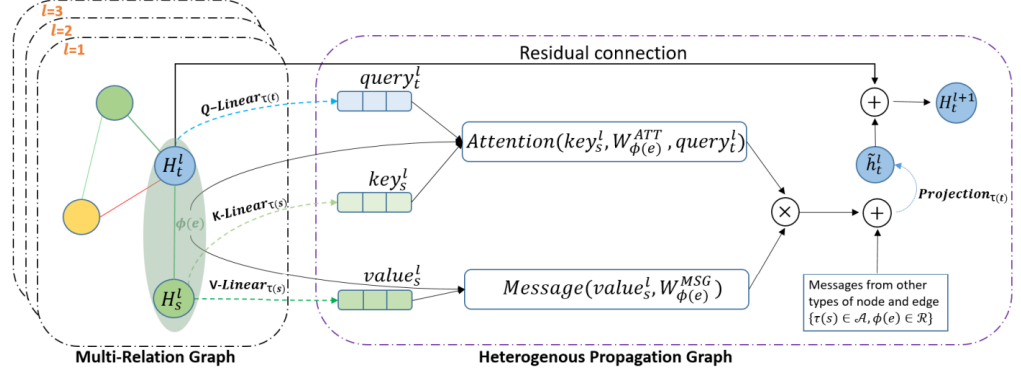 l=3
l=2
l=1
Residual connection
query_t^l
Q-Linear_τ(t)
H_t^{l+1}
Attention(key_s^l, W_{ϕ(e)}^{ATT}, query_t^l)
H_t^l
h̃_t^l
key_s^l
K-Linear_τ(s)
Projection_τ(t)
ϕ(e)
value_s^l
V-Linear_τ(s)
Message(value_s^l, W_{ϕ(e)}^{MSG})
H_s^l
Messages from other
types of node and edge
{τ(s) ∈ 𝒜, ϕ(e) ∈ ℛ}
Multi-Relation Graph
Heterogenous Propagation Graph